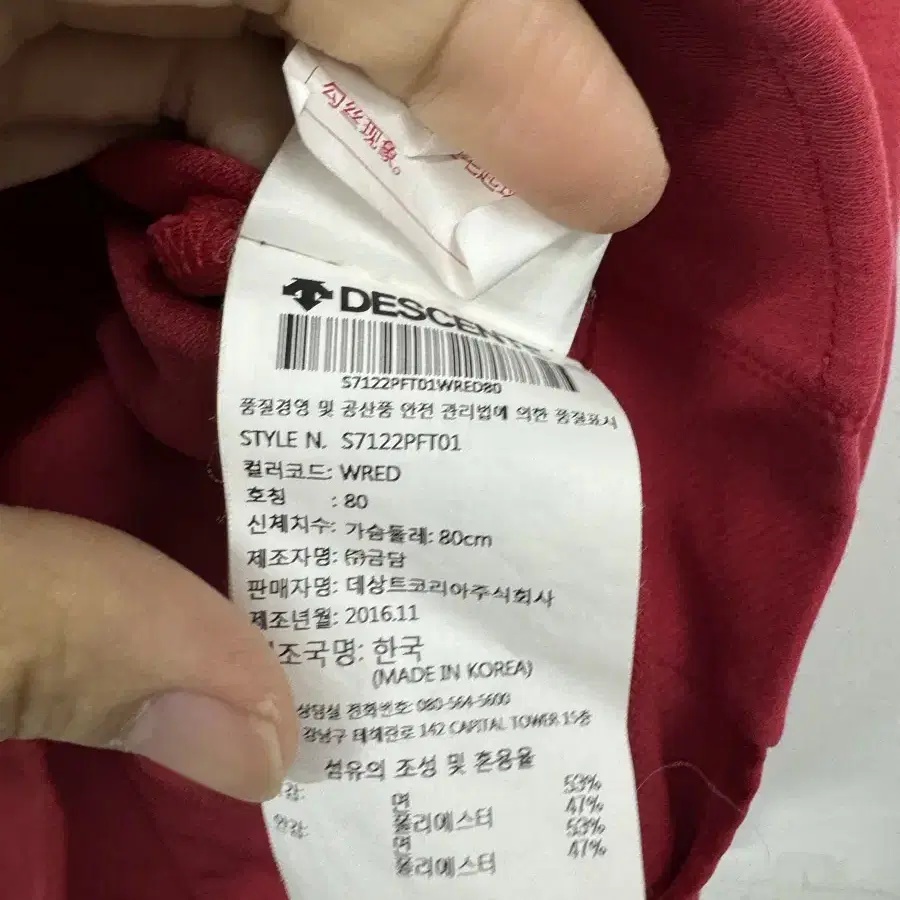 勾丝现象。
DESCEN
S7122PFT01WRED80
품질경영 및 공산품 안전 관리법에 의한 품질표시
STYLE N. S7122PFT01
컬러코드: WRED
호칭 : 80
신체치수: 가슴둘레: 80cm
제조자명: ㈜금담
판매자명: 데상트코리아주식회사
제조년월: 2016.11
조국명: 한국
(MADE IN KOREA)
상담실 전화번호: 080-564-5600
강남구 테헤란로 142 CAPITAL TOWER 15층
섬유의 조성 및 혼용율
53%
면 47%
폴리에스터 53%
면 47%
폴리에스터